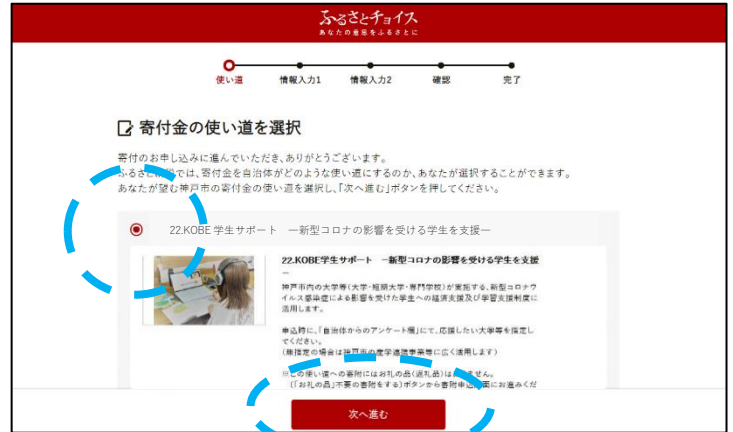 ふるさとチョイス
あなたの意思をふるさとに
使い道
情報入力1
情報入力2
確認
完了
寄付金の使い道を選択
寄付のお申し込みに進んでいただき、ありがとうございます。
ふるさと納税では、寄付金を自治体がどのような使い道にするのか、あなたが選択することができます。
あなたが望む神戸市の寄付金の使い道を選択し、「次へ進む」ボタンを押してください。
22.KOBE 学生サポート ー新型コロナの影響を受ける学生を支援ー
22.KOBE学生サポート ー新型コロナの影響を受ける学生を支援
ー
神戸市内の大学等(大学・短期大学・専門学校)が実施する、新型コロナウ
イルス感染症による影響を受けた学生への経済支援及び学習支援制度に
活用します。
申込時に、「自治体からのアンケート欄」にて、応援したい大学等を指定し
てください。
(無指定の場合は神戸市の産学連携事業等に広く活用します)
※この使い道への寄附にはお礼の品(返礼品)は ません。
(「お礼の品」不要の寄附をする)ボタンから寄附申込 面にお進みくだ
次へ進む